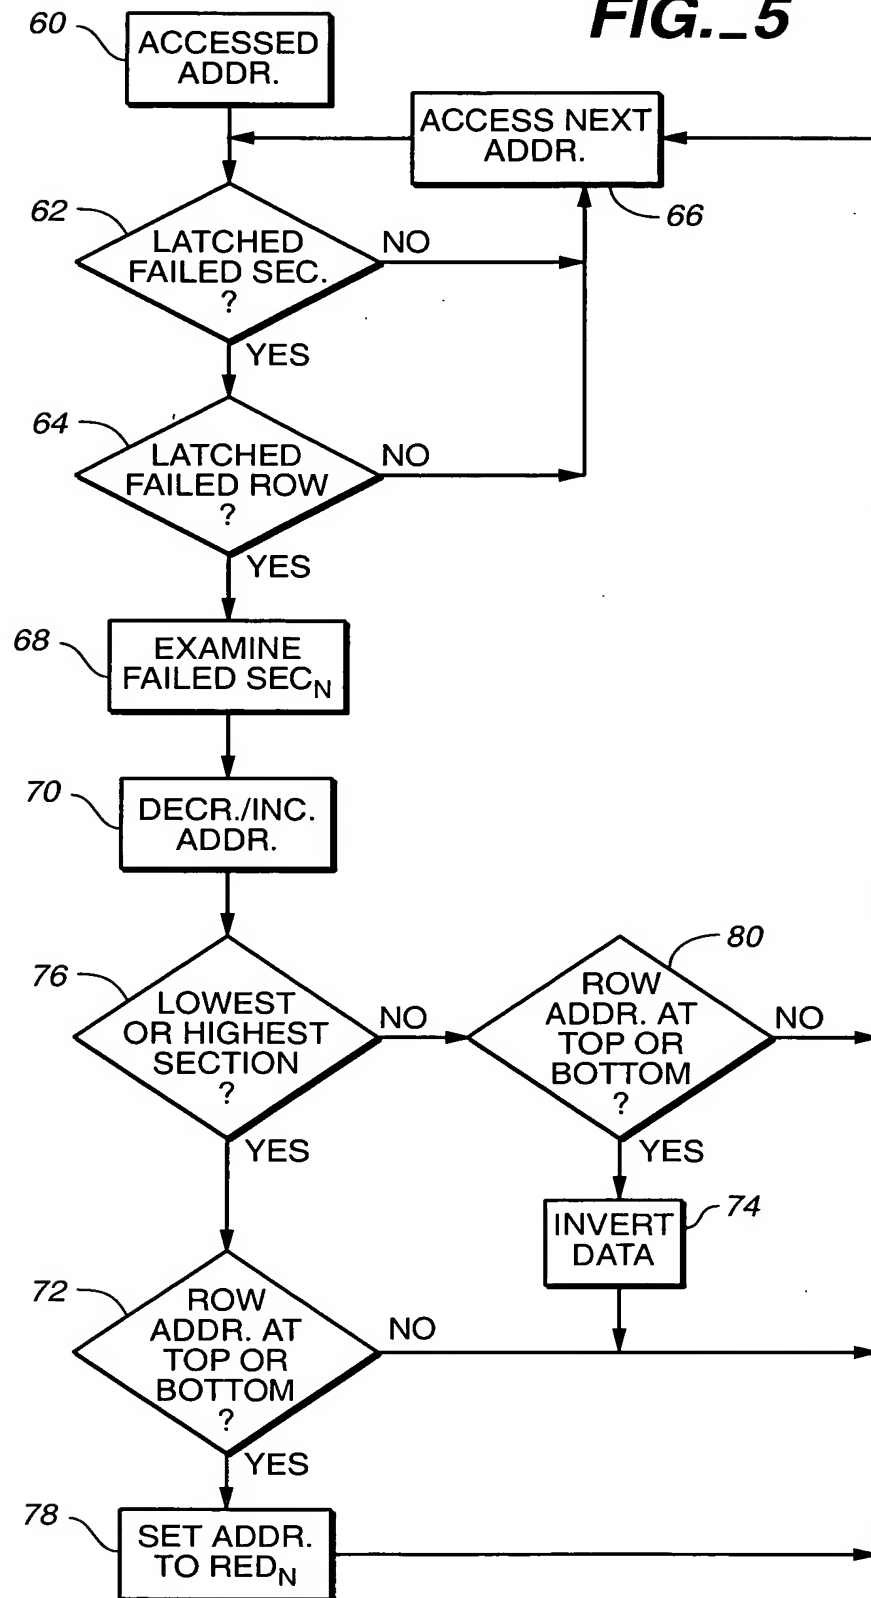 FIG._5
60
ACCESSED
ADDR.
ACCESS NEXT
ADDR.
66
62
LATCHED
FAILED SEC.
?
NO
YES
64
LATCHED
FAILED ROW
?
NO
YES
68
EXAMINE
FAILED SECN
70
DECR./INC.
ADDR.
76
LOWEST
OR HIGHEST
SECTION
?
NO
YES
80
ROW
ADDR. AT
TOP OR
BOTTOM
?
NO
YES
74
INVERT
DATA
72
ROW
ADDR. AT
TOP OR
BOTTOM
?
NO
YES
78
SET ADDR.
TO REDN